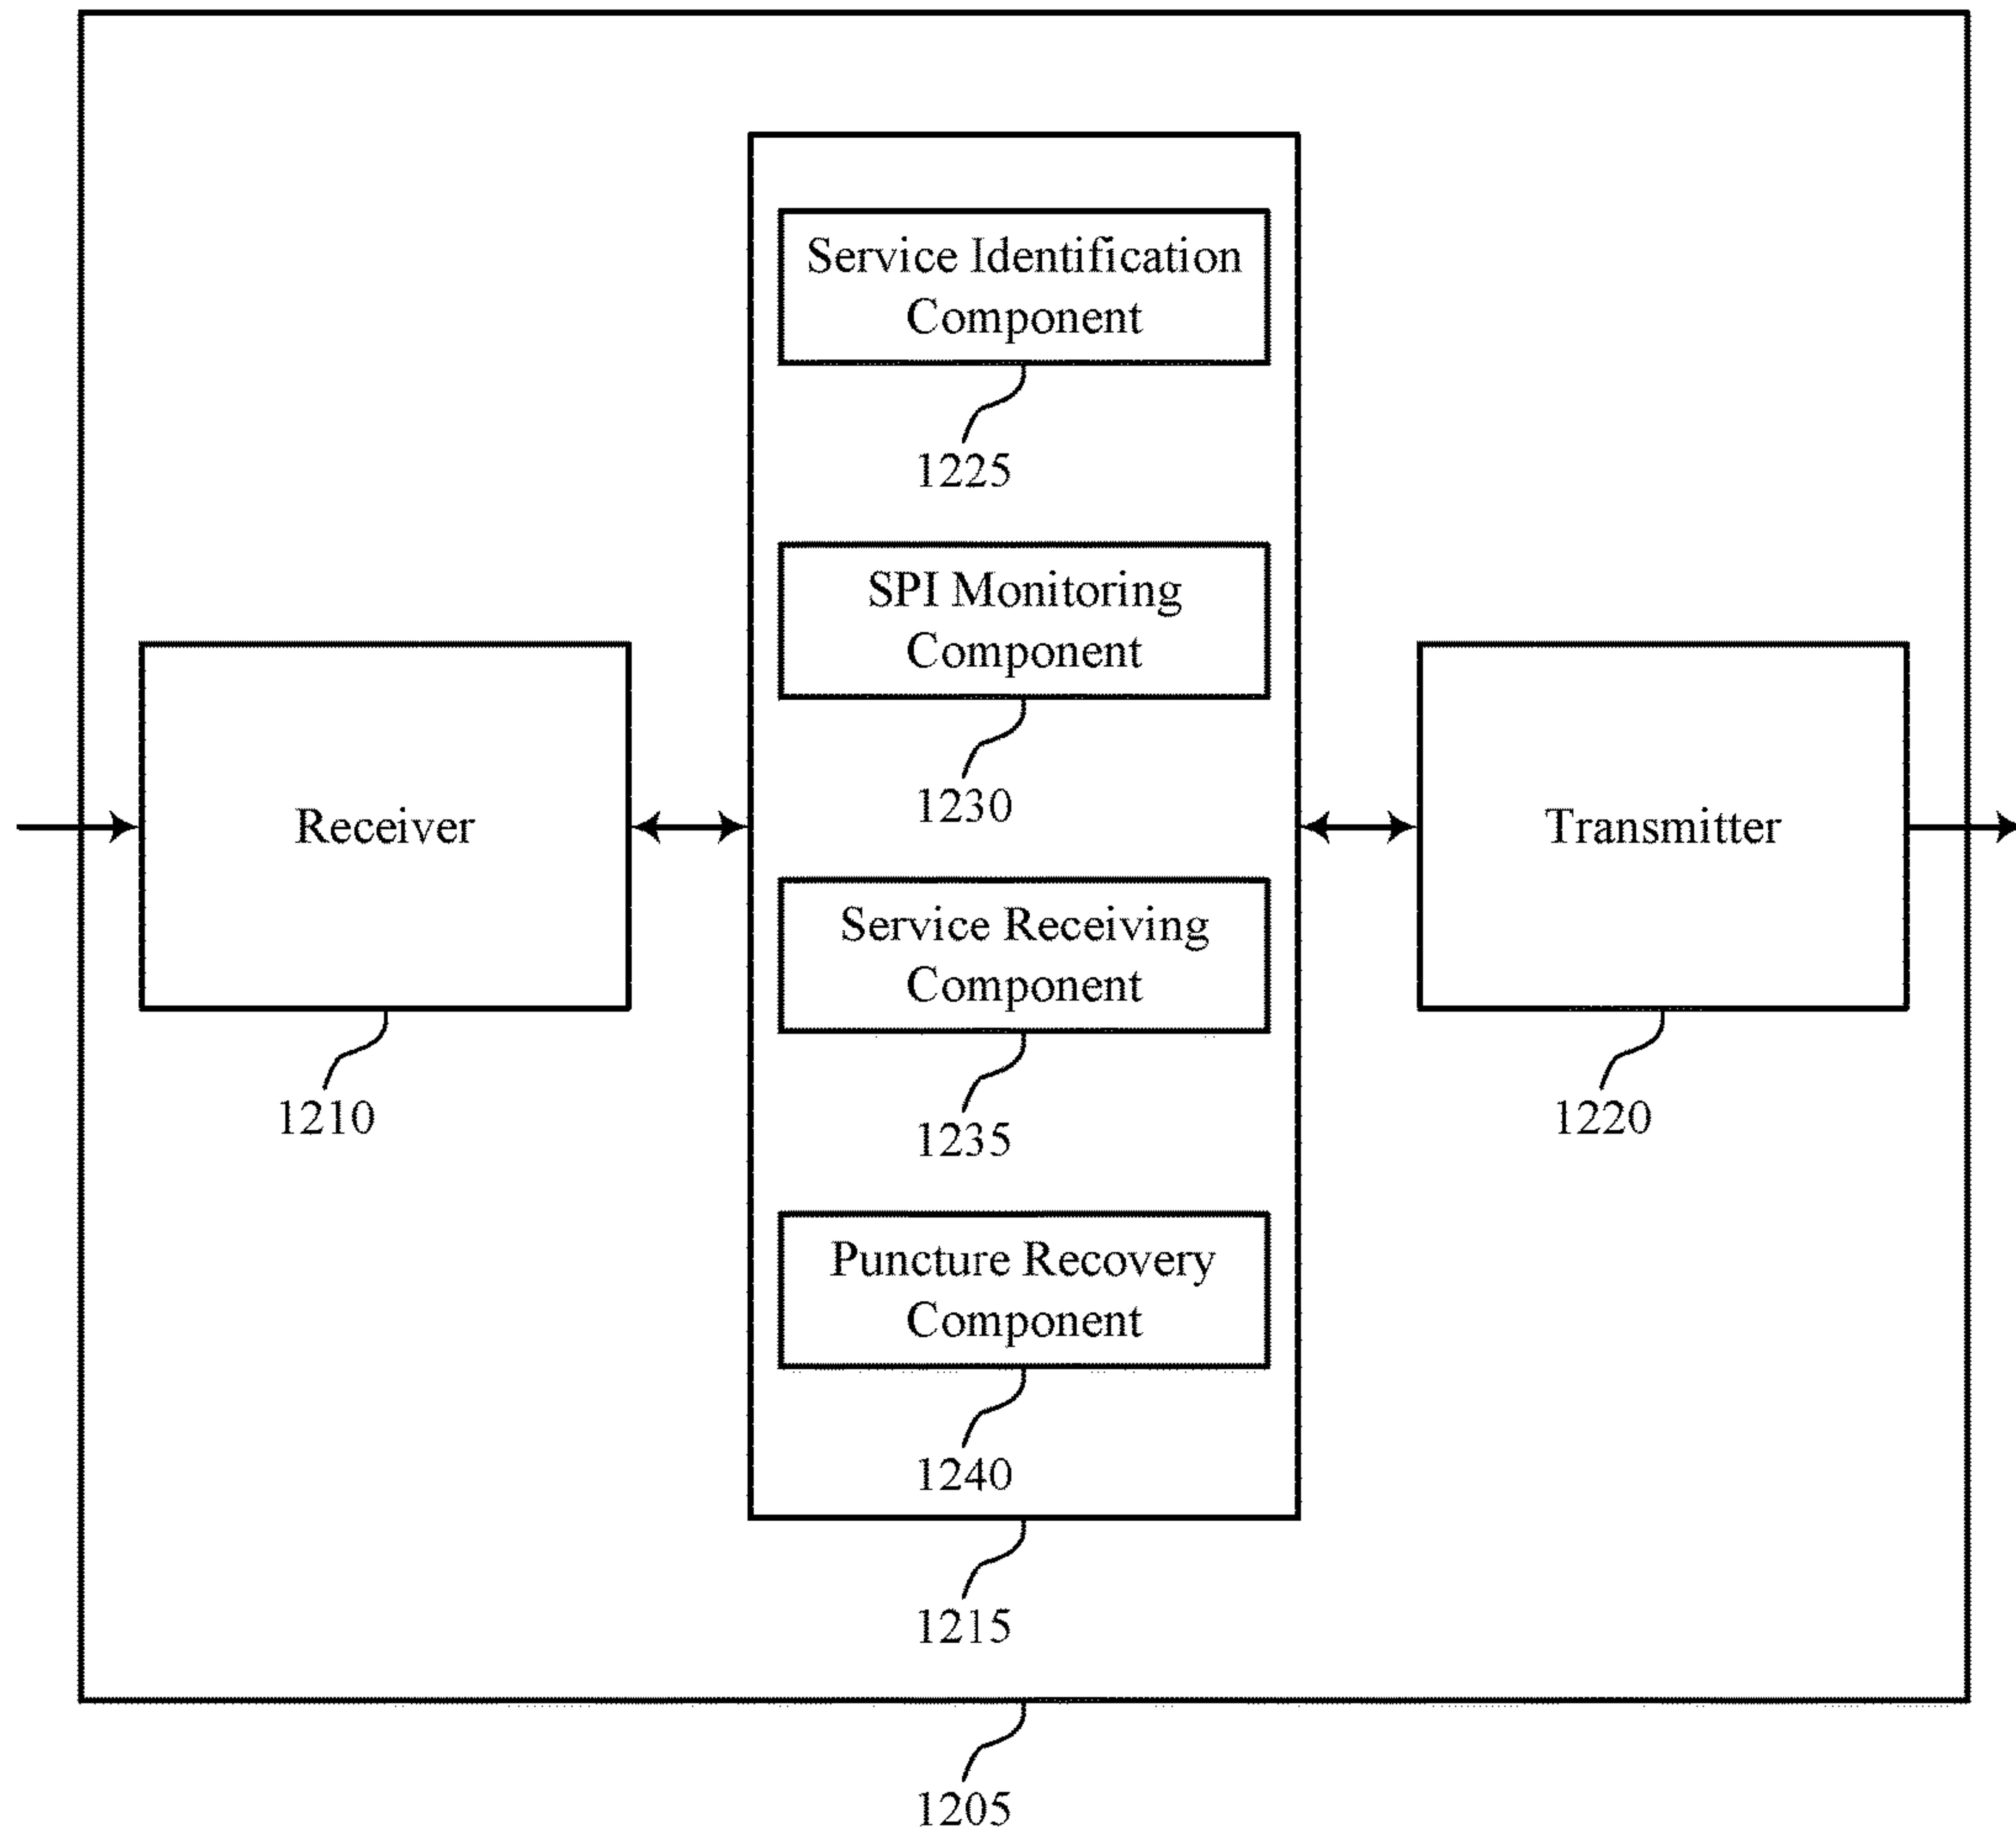 Service Identification
Component
1225
SPI Monitoring
Component
1230
Receiver
1210
Service Receiving
Component
1235
Transmitter
1220
Puncture Recovery
Component
1240
1215
1205